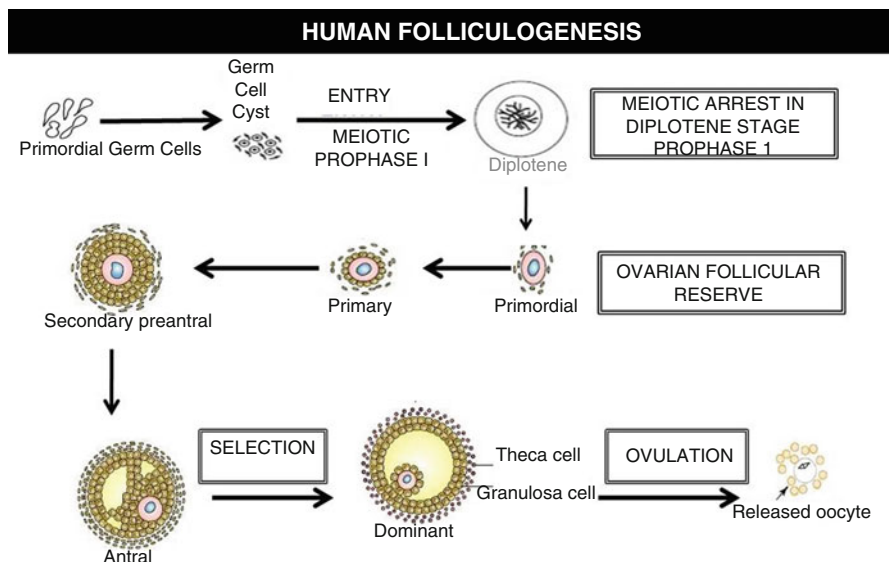 HUMAN FOLLICULOGENESIS
Germ
Cell
Cyst
ENTRY
MEIOTIC
PROPHASE I
Primordial Germ Cells
Diplotene
MEIOTIC ARREST IN
DIPLOTENE STAGE
PROPHASE 1
Secondary preantral
Primary
Primordial
OVARIAN FOLLICULAR
RESERVE
Antral
SELECTION
Dominant
Theca cell
Granulosa cell
OVULATION
Released oocyte